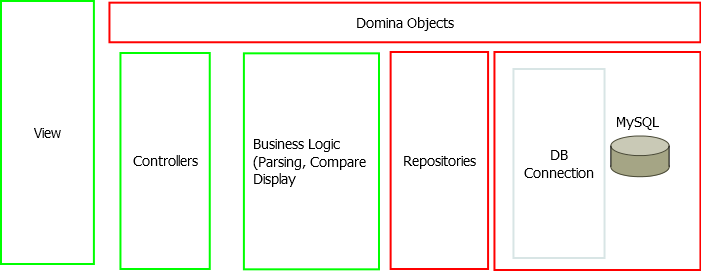 Domina Objects
View
Controllers
Business Logic
(Parsing, Compare
Display
Repositories
DB
Connection
MySQL